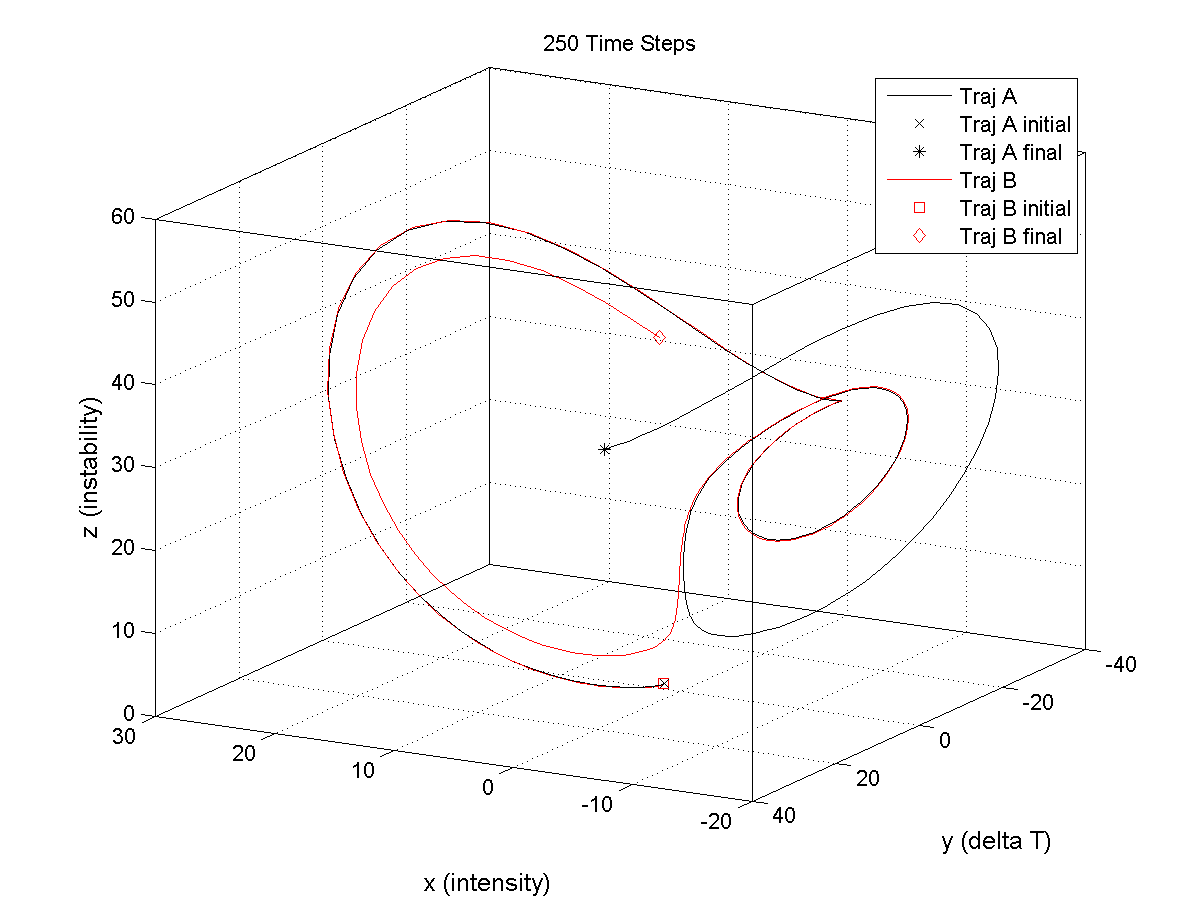 250 Time Steps
Traj A
Traj A initial
Traj A final
Traj B
Traj B initial
Traj B final
60
50
40
30
20
10
0
z (instability)
30
20
10
0
-10
-20
x (intensity)
40
20
0
-20
-40
y (delta T)